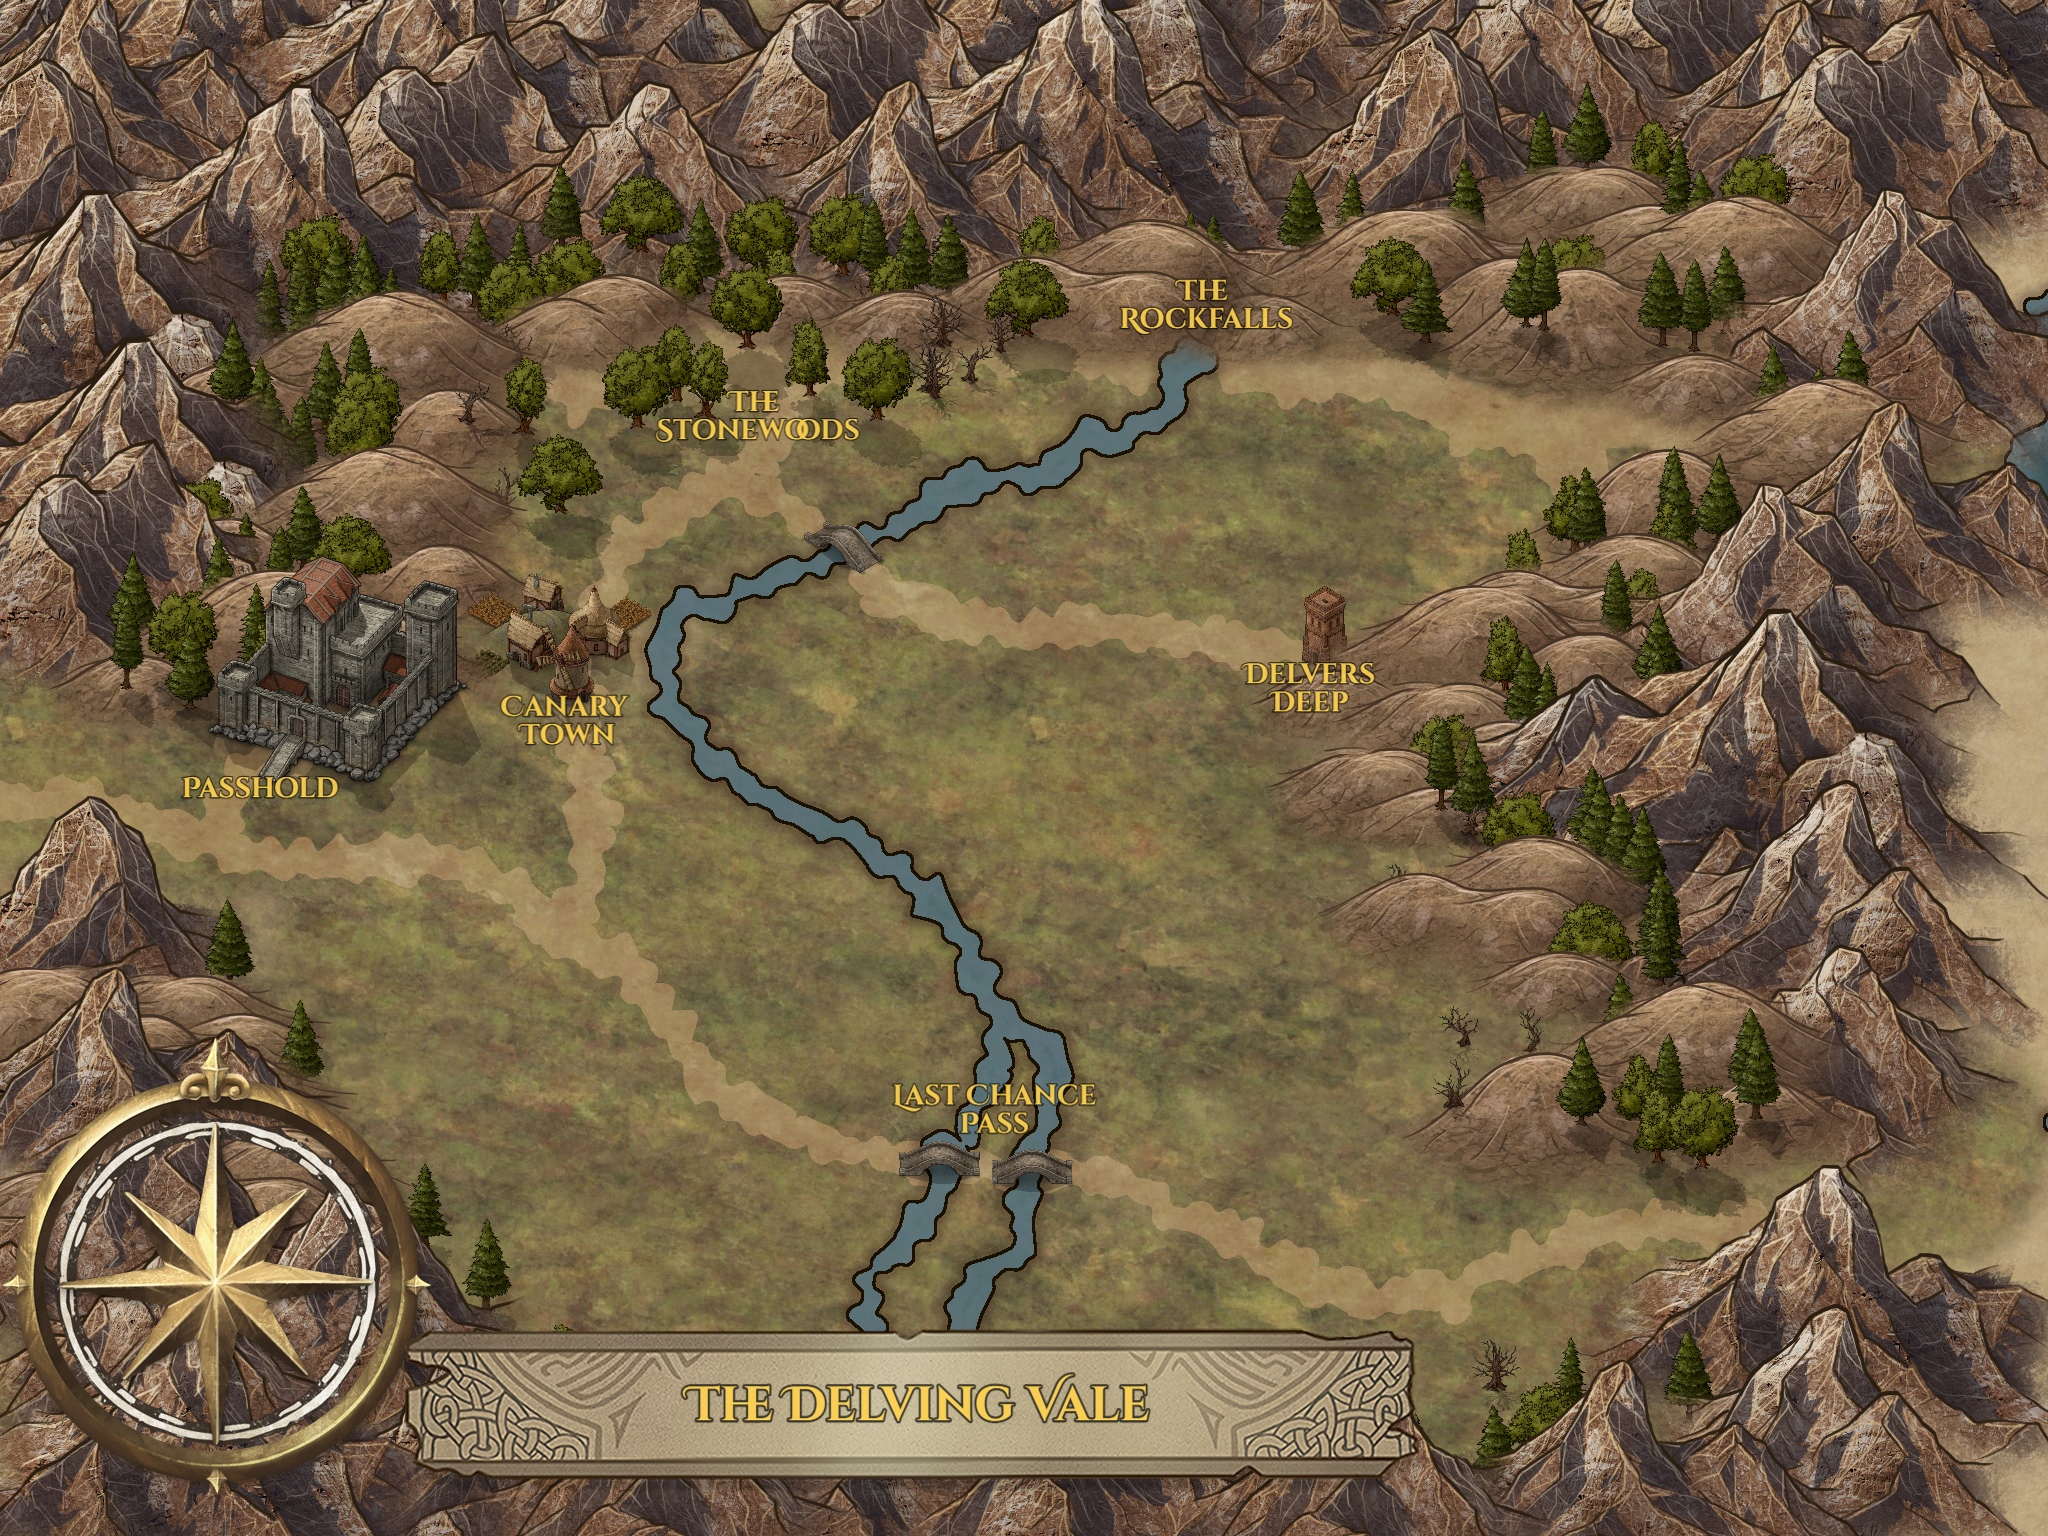 The
Rockfalls
The
Stonewoods
Delvers
Deep
Canary
Town
Passhold
Last Chance
Pass
The Delving Vale